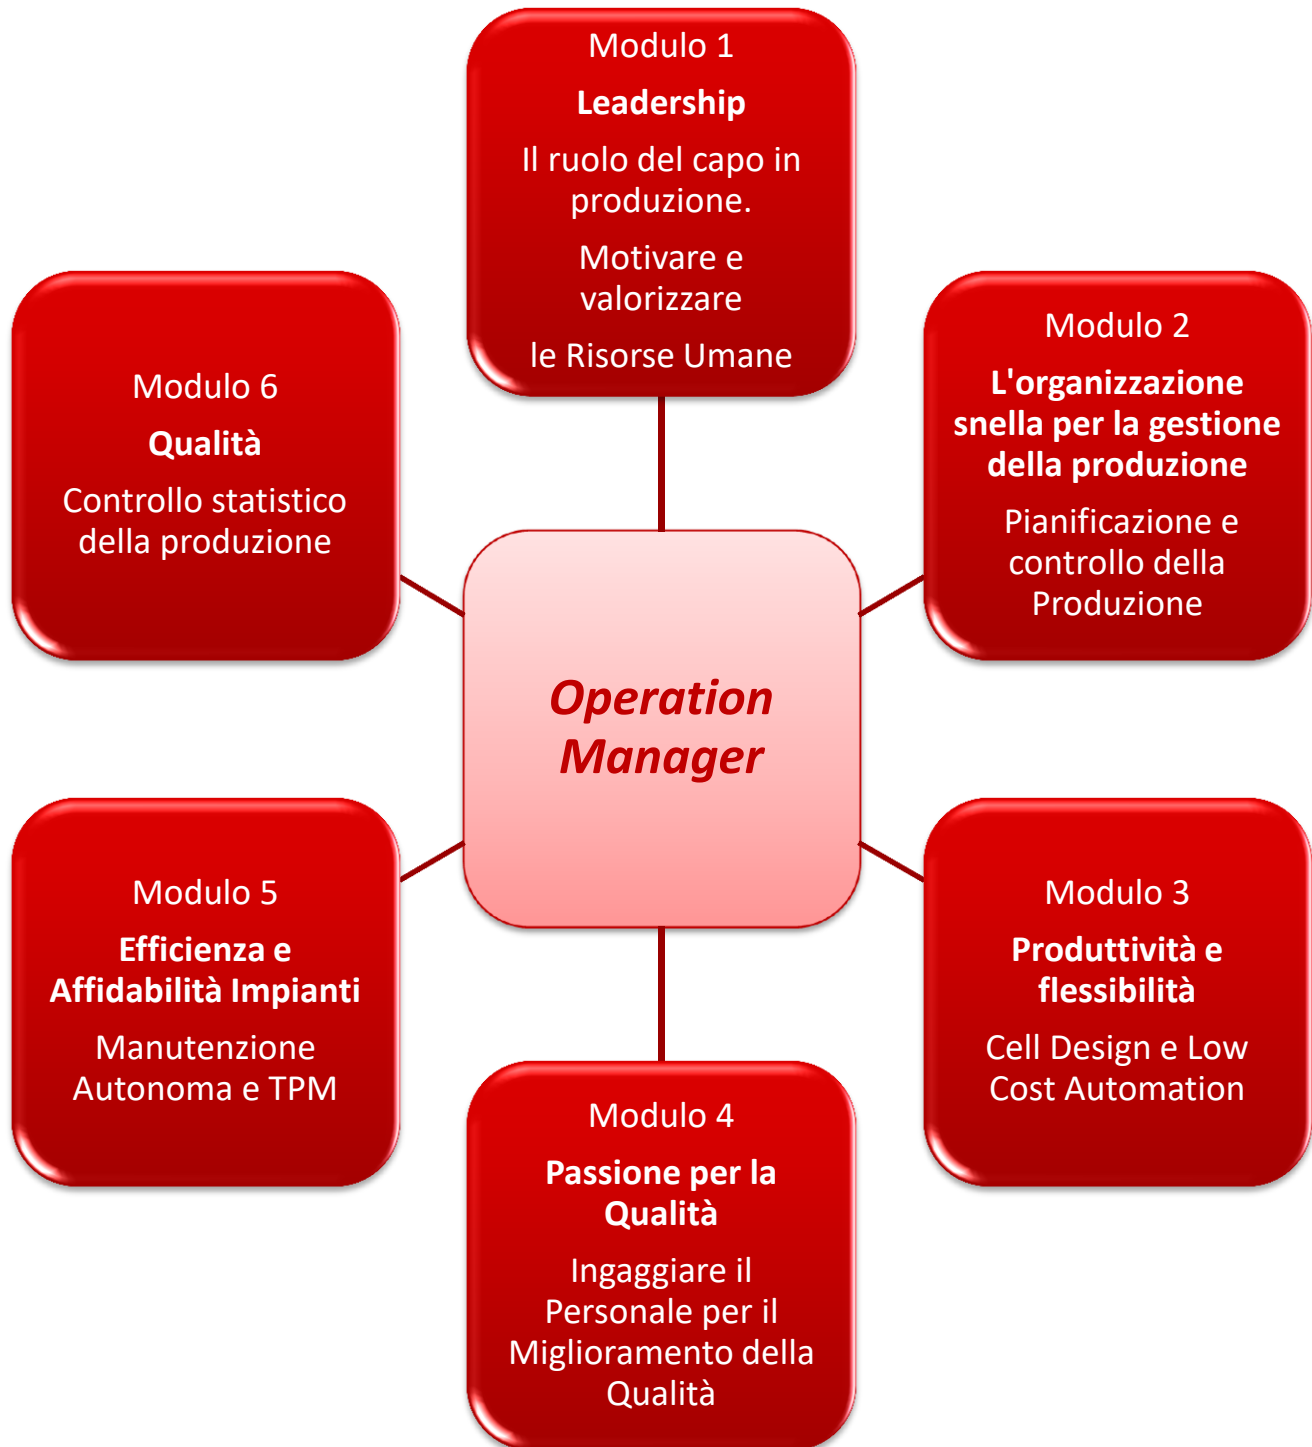 Modulo 1
Leadership
Il ruolo del capo in
produzione.
Motivare e
valorizzare
le Risorse Umane
Modulo 2
L'organizzazione
snella per la gestione
della produzione
Pianificazione e
controllo della
Produzione
Modulo 3
Produttività e
flessibilità
Cell Design e Low
Cost Automation
Modulo 4
Passione per la
Qualità
Ingaggiare il
Personale per il
Miglioramento della
Qualità
Modulo 5
Efficienza e
Affidabilità Impianti
Manutenzione
Autonoma e TPM
Modulo 6
Qualità
Controllo statistico
della produzione
Operation
Manager